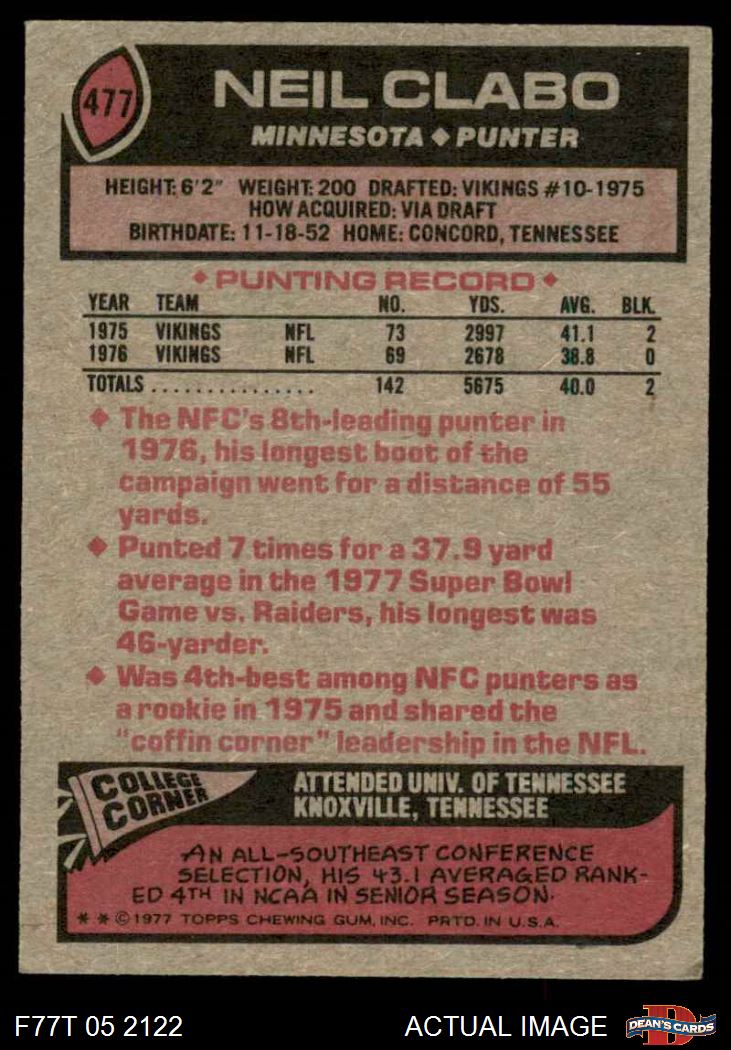 477
NEIL CLABO
MINNESOTA ◆ PUNTER
HEIGHT: 6'2" WEIGHT: 200 DRAFTED: VIKINGS #10-1975
HOW ACQUIRED: VIA DRAFT
BIRTHDATE: 11-18-52 HOME: CONCORD, TENNESSEE
◆ PUNTING RECORD ◆
YEAR TEAM NO. YDS. AVG. BLK.
1975 VIKINGS NFL 73 2997 41.1 2
1976 VIKINGS NFL 69 2678 38.8 0
TOTALS ............... 142 5675 40.0 2
◆ The NFC's 8th-leading punter in
1976, his longest boot of the
campaign went for a distance of 55
yards.
◆ Punted 7 times for a 37.9 yard
average in the 1977 Super Bowl
Game vs. Raiders, his longest was
46-yarder.
◆ Was 4th-best among NFC punters as
a rookie in 1975 and shared the
"coffin corner" leadership in the NFL.
COLLEGE
CORNER
ATTENDED UNIV. OF TENNESSEE
KNOXVILLE, TENNESSEE
AN ALL-SOUTHEAST CONFERENCE
SELECTION, HIS 43.1 AVERAGED RANK-
ED 4TH IN NCAA IN SENIOR SEASON.
* * © 1977 TOPPS CHEWING GUM, INC. PRTD. IN U.S.A.
F77T 05 2122 ACTUAL IMAGE
DEAN'S CARDS